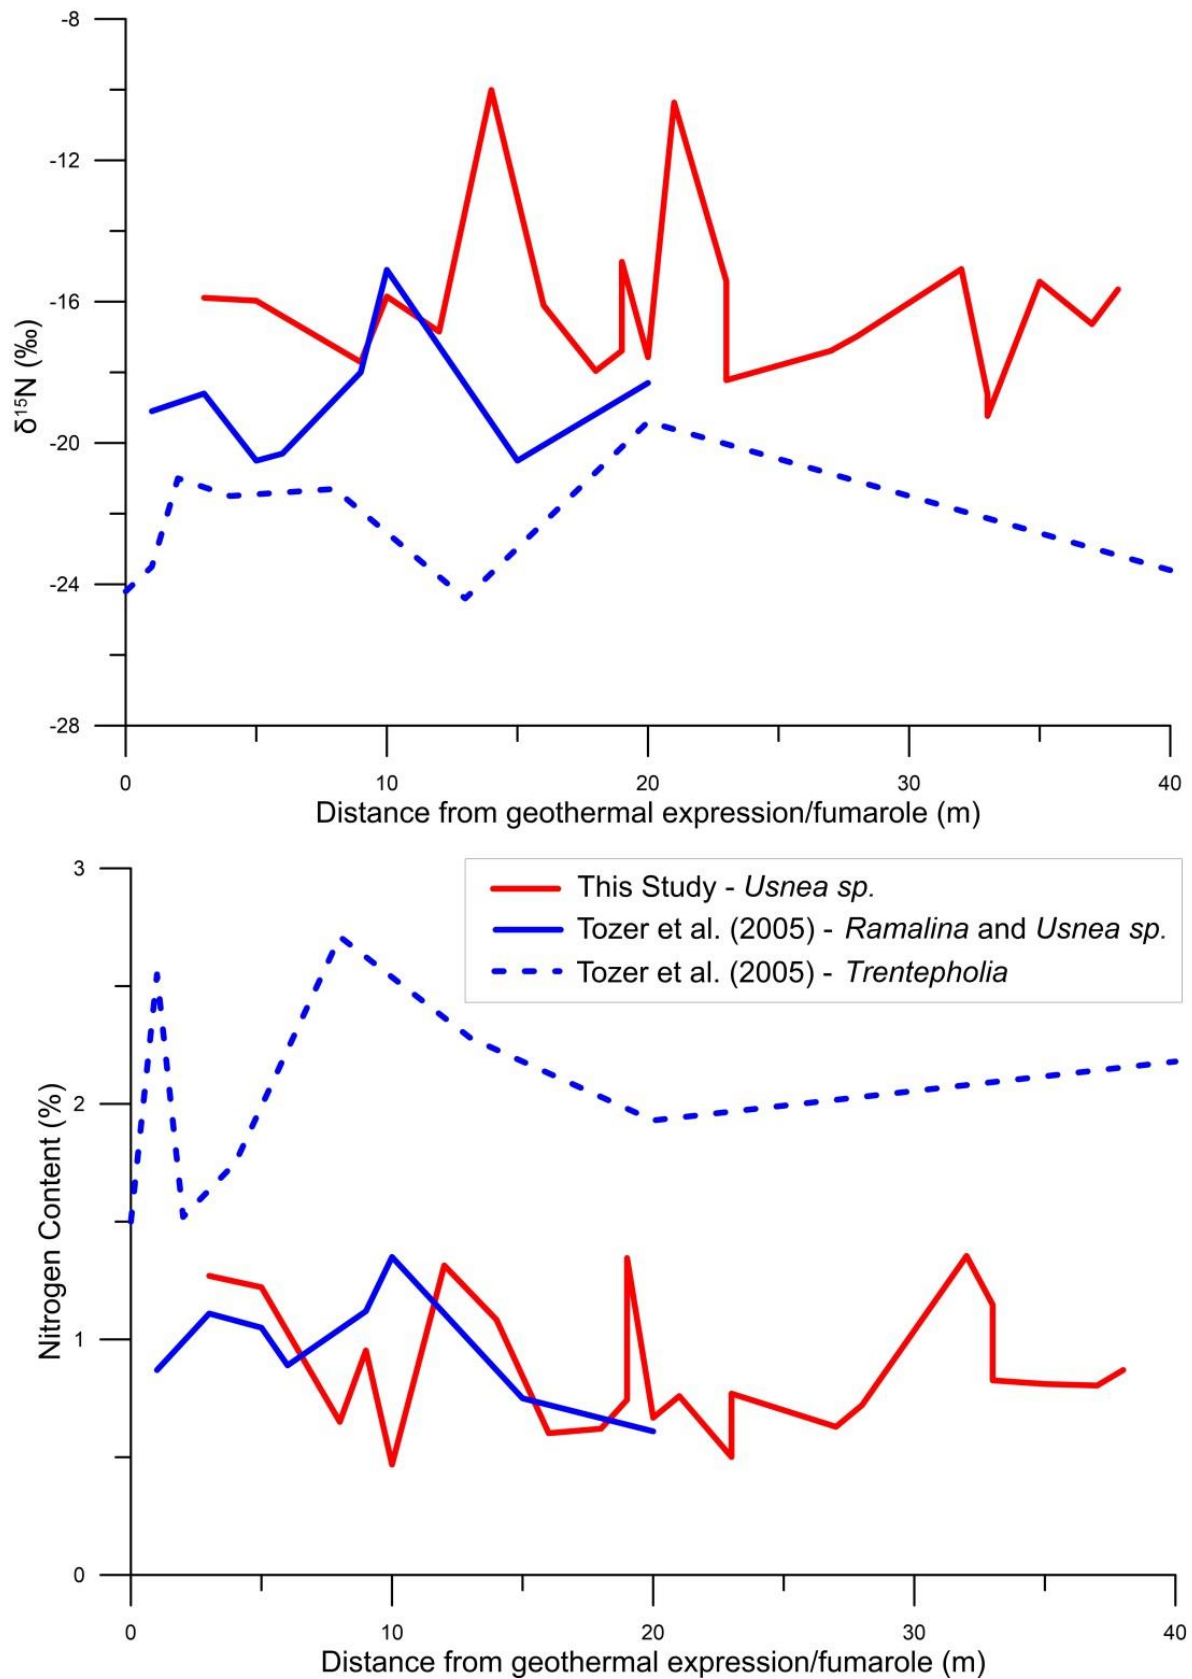 -8
-12
-16
-20
-24
-28
δ¹⁵N (‰)
0 10 20 30 40
Distance from geothermal expression/fumarole (m)
3
2
1
0
Nitrogen Content (%)
This Study - Usnea sp.
Tozer et al. (2005) - Ramalina and Usnea sp.
Tozer et al. (2005) - Trentepholia
0 10 20 30 40
Distance from geothermal expression/fumarole (m)